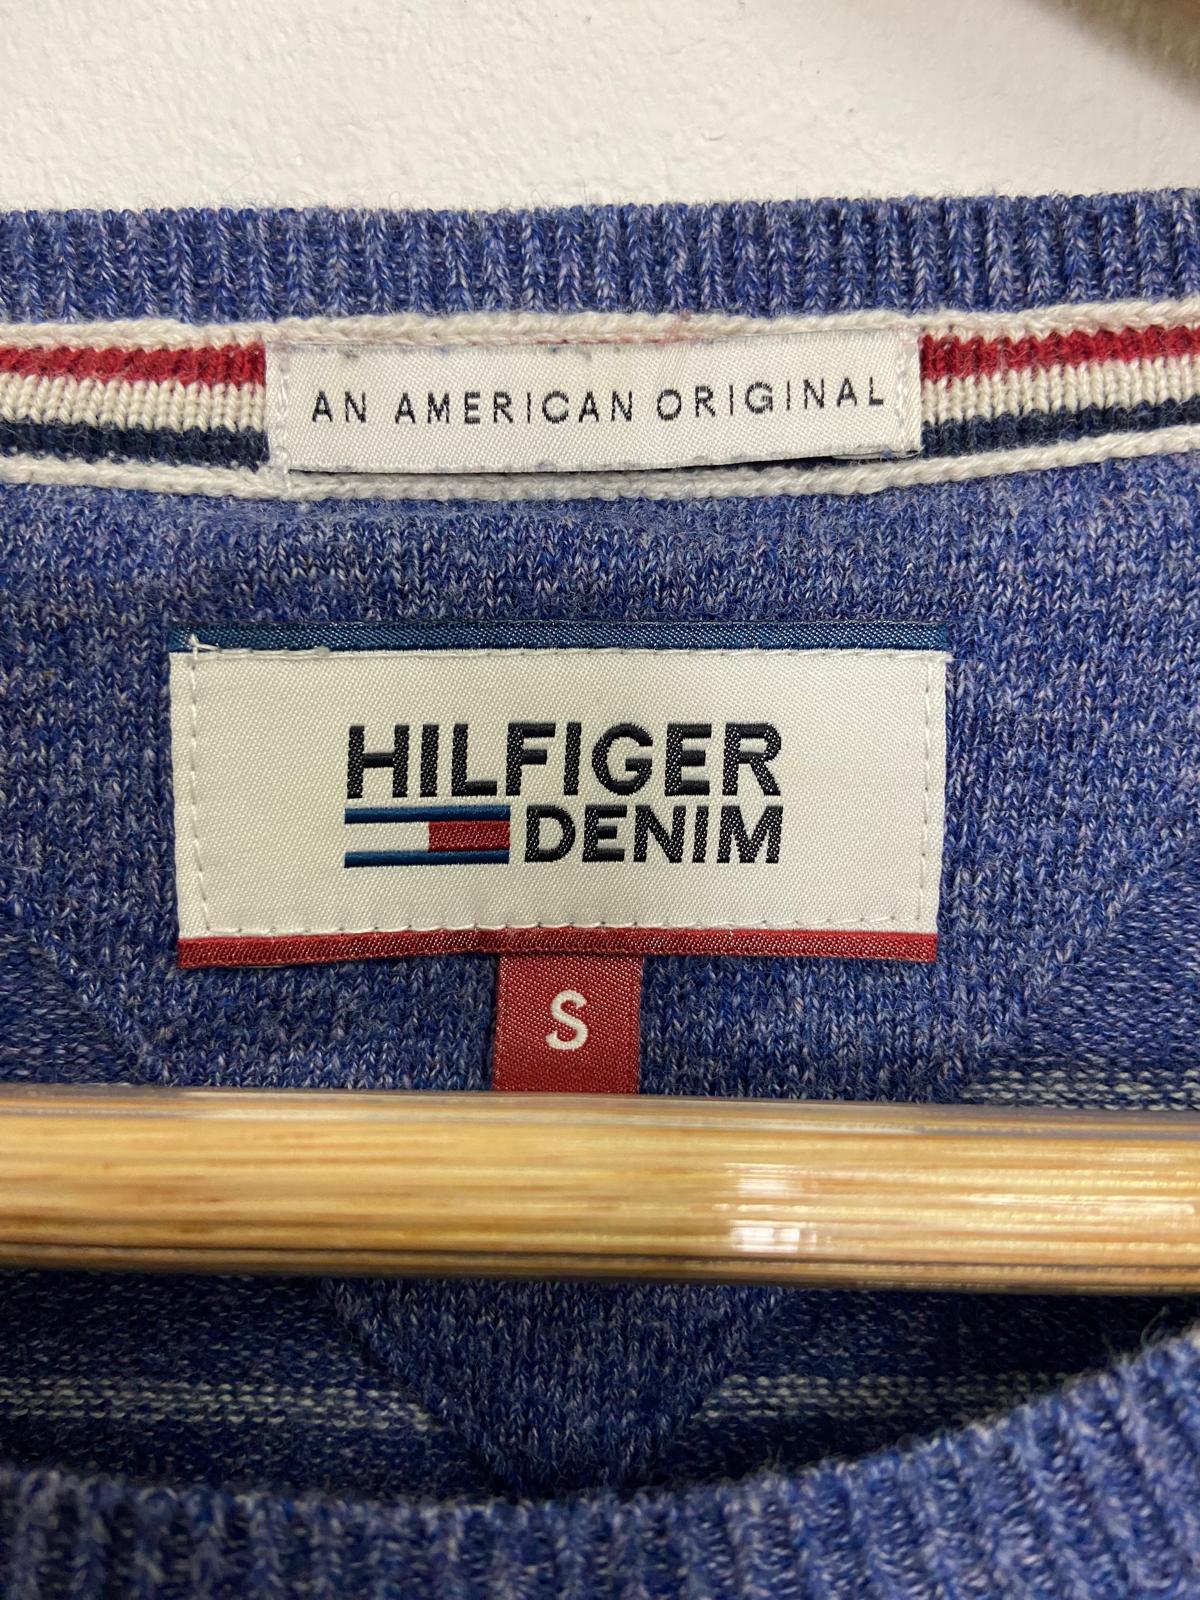 AN AMERICAN ORIGINAL
HILFIGER
DENIM
S